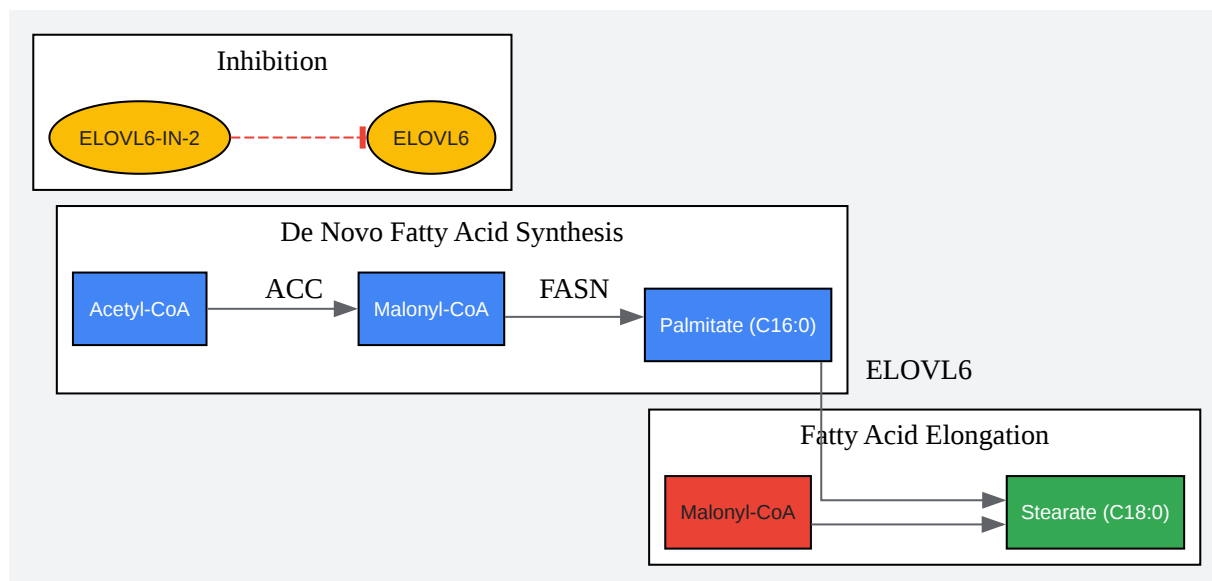 Inhibition
ELOVL6-IN-2
ELOVL6
De Novo Fatty Acid Synthesis
Acetyl-CoA
ACC
Malonyl-CoA
FASN
Palmitate (C16:0)
ELOVL6
Fatty Acid Elongation
Malonyl-CoA
Stearate (C18:0)